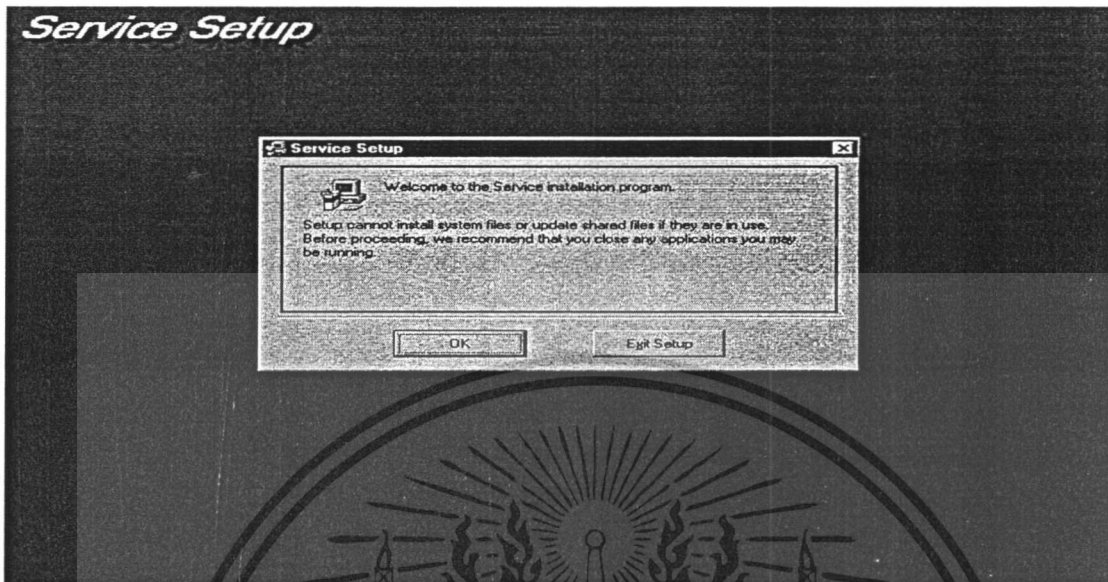 Service Setup
Service Setup
Welcome to the Service installation program.
Setup cannot install system files or update shared files if they are in use.
Before proceeding, we recommend that you close any applications you may
be running.
OK
Exit Setup